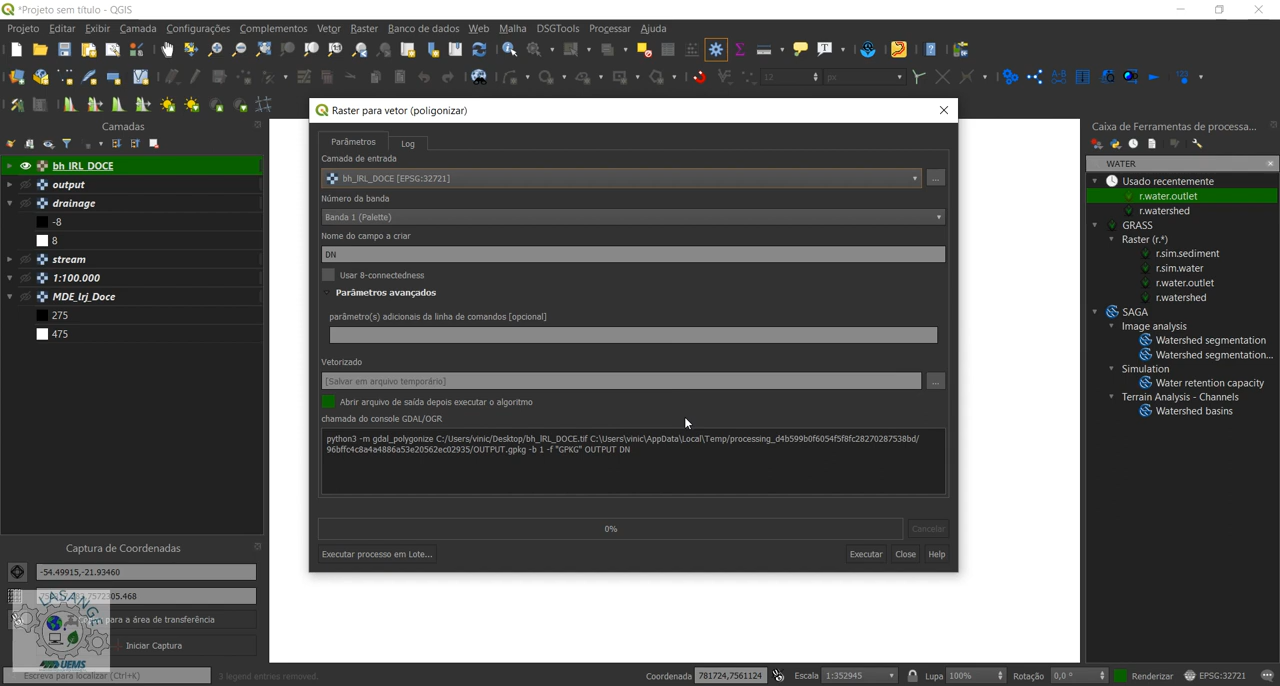 *Projeto sem título - QGIS
Projeto Editar Exibir Camada Configurações Complementos Vetor Raster Banco de dados Web Malha DSGTools Processar Ajuda
12 px
Camadas
bh_IRL_DOCE
output
drainage
-8
8
stream
1:100.000
MDE_Irj_Doce
275
475
Captura de Coordenadas
-54.49915,-21.93460
para a área de transferência
Iniciar Captura
LASANGE
UEMS
Escreva para localizar (Ctrl+K)
3 legend entries removed.
Raster para vetor (poligonizar)
Parâmetros Log
Camada de entrada
bh_IRL_DOCE [EPSG:32721]
...
Número da banda
Banda 1 (Palette)
Nome do campo a criar
DN
Usar 8-connectedness
Parâmetros avançados
parâmetro(s) adicionais da linha de comandos [opcional]
Vetorizado
[Salvar em arquivo temporário]
...
Abrir arquivo de saída depois executar o algoritmo
chamada do console GDAL/OGR
python3 -m gdal_polygonize C:/Users/vinic/Desktop/bh_IRL_DOCE.tif C:\Users\vinic\AppData\Local\Temp/processing_d4b599b0f6054f5f8fc28270287538bd/
96bffc4c8a4a4886a53e20562ec02935/OUTPUT.gpkg -b 1 -f "GPKG" OUTPUT DN
0%
Cancelar
Executar processo em Lote...
Executar Close Help
Caixa de Ferramentas de processa...
WATER
Usado recentemente
r.water.outlet
r.watershed
GRASS
Raster (r.*)
r.sim.sediment
r.sim.water
r.water.outlet
r.watershed
SAGA
Image analysis
Watershed segmentation
Watershed segmentation...
Simulation
Water retention capacity
Terrain Analysis - Channels
Watershed basins
Coordenada 781724,7561124 Escala 1:352945 Lupa 100% Rotação 0,0 ° Renderizar EPSG:32721